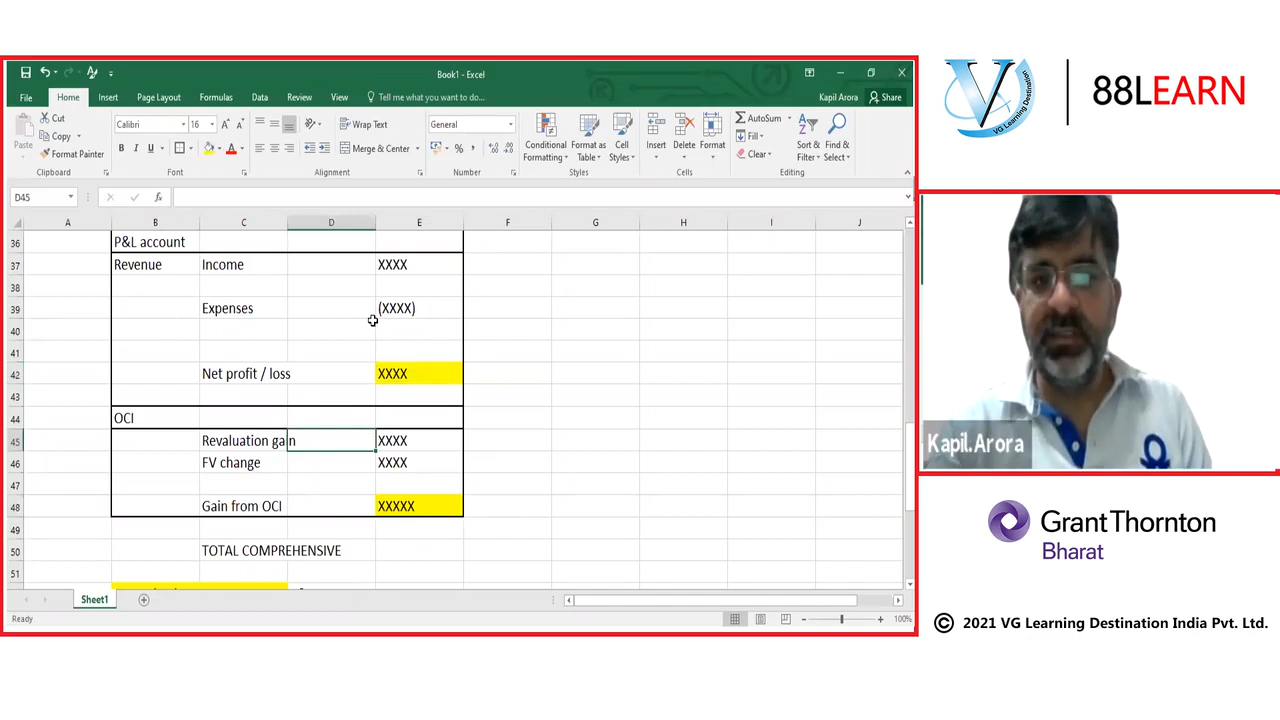 Book1 - Excel
File Home Insert Page Layout Formulas Data Review View Tell me what you want to do... Kapil Arora Share
Cut
Copy
Format Painter
Paste
Clipboard
Calibri 16
B I U
Font
Wrap Text
Merge & Center
Alignment
General
Number
Conditional Formatting
Format as Table
Cell Styles
Styles
Insert Delete Format
Cells
AutoSum
Fill
Clear
Sort & Filter
Find & Select
Editing
D45
fx
A B C D E F G H I J
36 P&L account
37 Revenue Income XXXX
38
39 Expenses (XXXX)
40
41
42 Net profit / loss XXXX
43
44 OCI
45 Revaluation gain XXXX
46 FV change XXXX
47
48 Gain from OCI XXXXX
49
50 TOTAL COMPREHENSIVE
51
Sheet1
Ready 100%
V
VG Learning Destination
88LEARN
Kapil.Arora
Grant Thornton
Bharat
© 2021 VG Learning Destination India Pvt. Ltd.